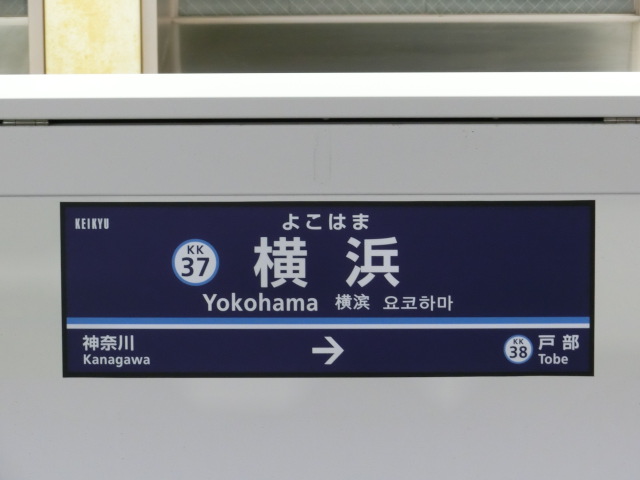 KEIKYU
よこはま
KK
37
横浜
Yokohama 横滨 요코하마
神奈川
Kanagawa
→
KK
38
戸部
Tobe